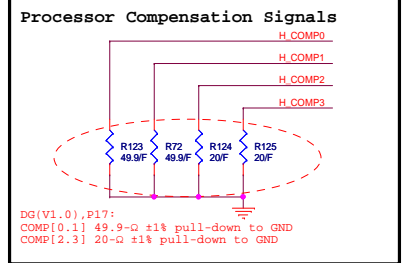 Processor Compensation Signals
H_COMP0
H_COMP1
H_COMP2
H_COMP3
R123 R72 R124 R125
49.9/F 49.9/F 20/F 20/F
DG(V1.0),P17:
COMP[0.1] 49.9-Ω ±1% pull-down to GND
COMP[2.3] 20-Ω ±1% pull-down to GND